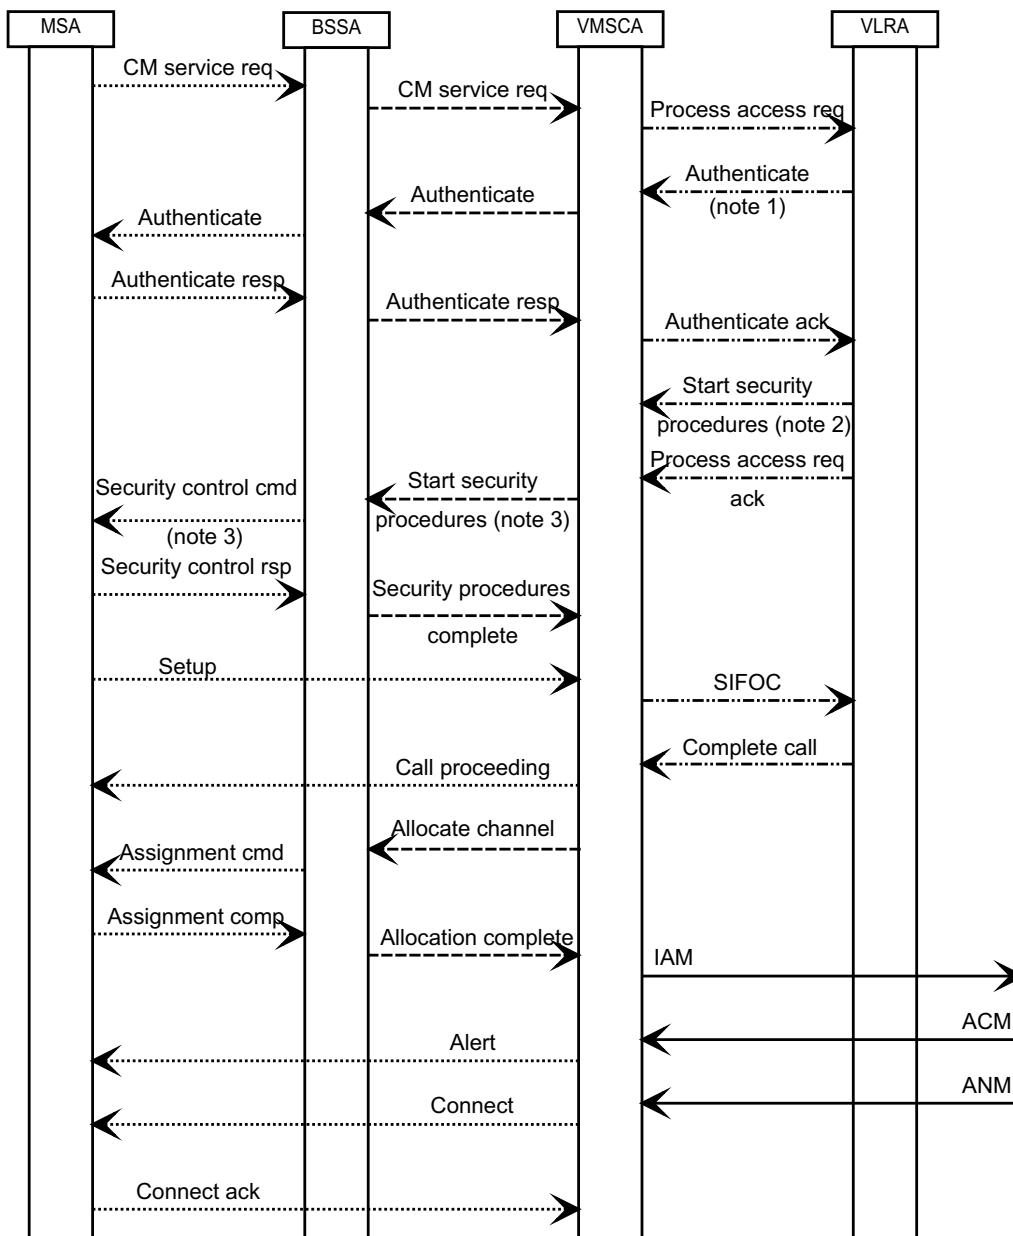 MSA
BSSA
VMSCA
VLRA
CM service req
CM service req
Process access req
Authenticate
(note 1)
Authenticate
Authenticate
Authenticate resp
Authenticate resp
Authenticate ack
Start security
procedures (note 2)
Process access req
ack
Start security
procedures (note 3)
Security control cmd
(note 3)
Security control rsp
Security procedures
complete
Setup
SIFOC
Complete call
Call proceeding
Allocate channel
Assignment cmd
Assignment comp
Allocation complete
IAM
ACM
Alert
ANM
Connect
Connect ack